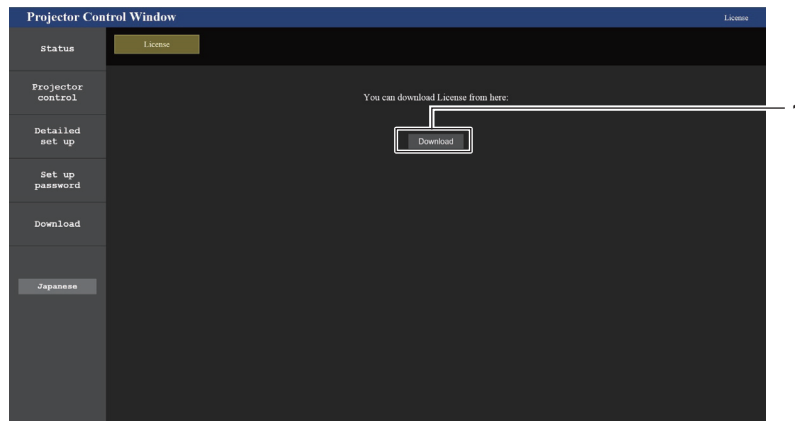 Projector Control Window
License
Status
License
Projector
control
You can download License from here:
Download
Detailed
set up
Set up
password
Download
Japanese